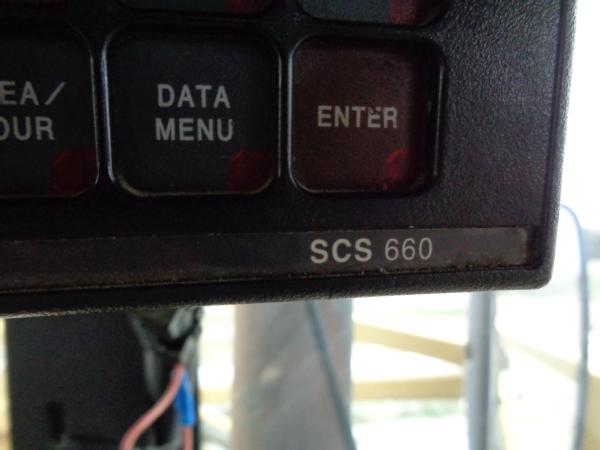 EA/
OUR
DATA
MENU
ENTER
SCS 660